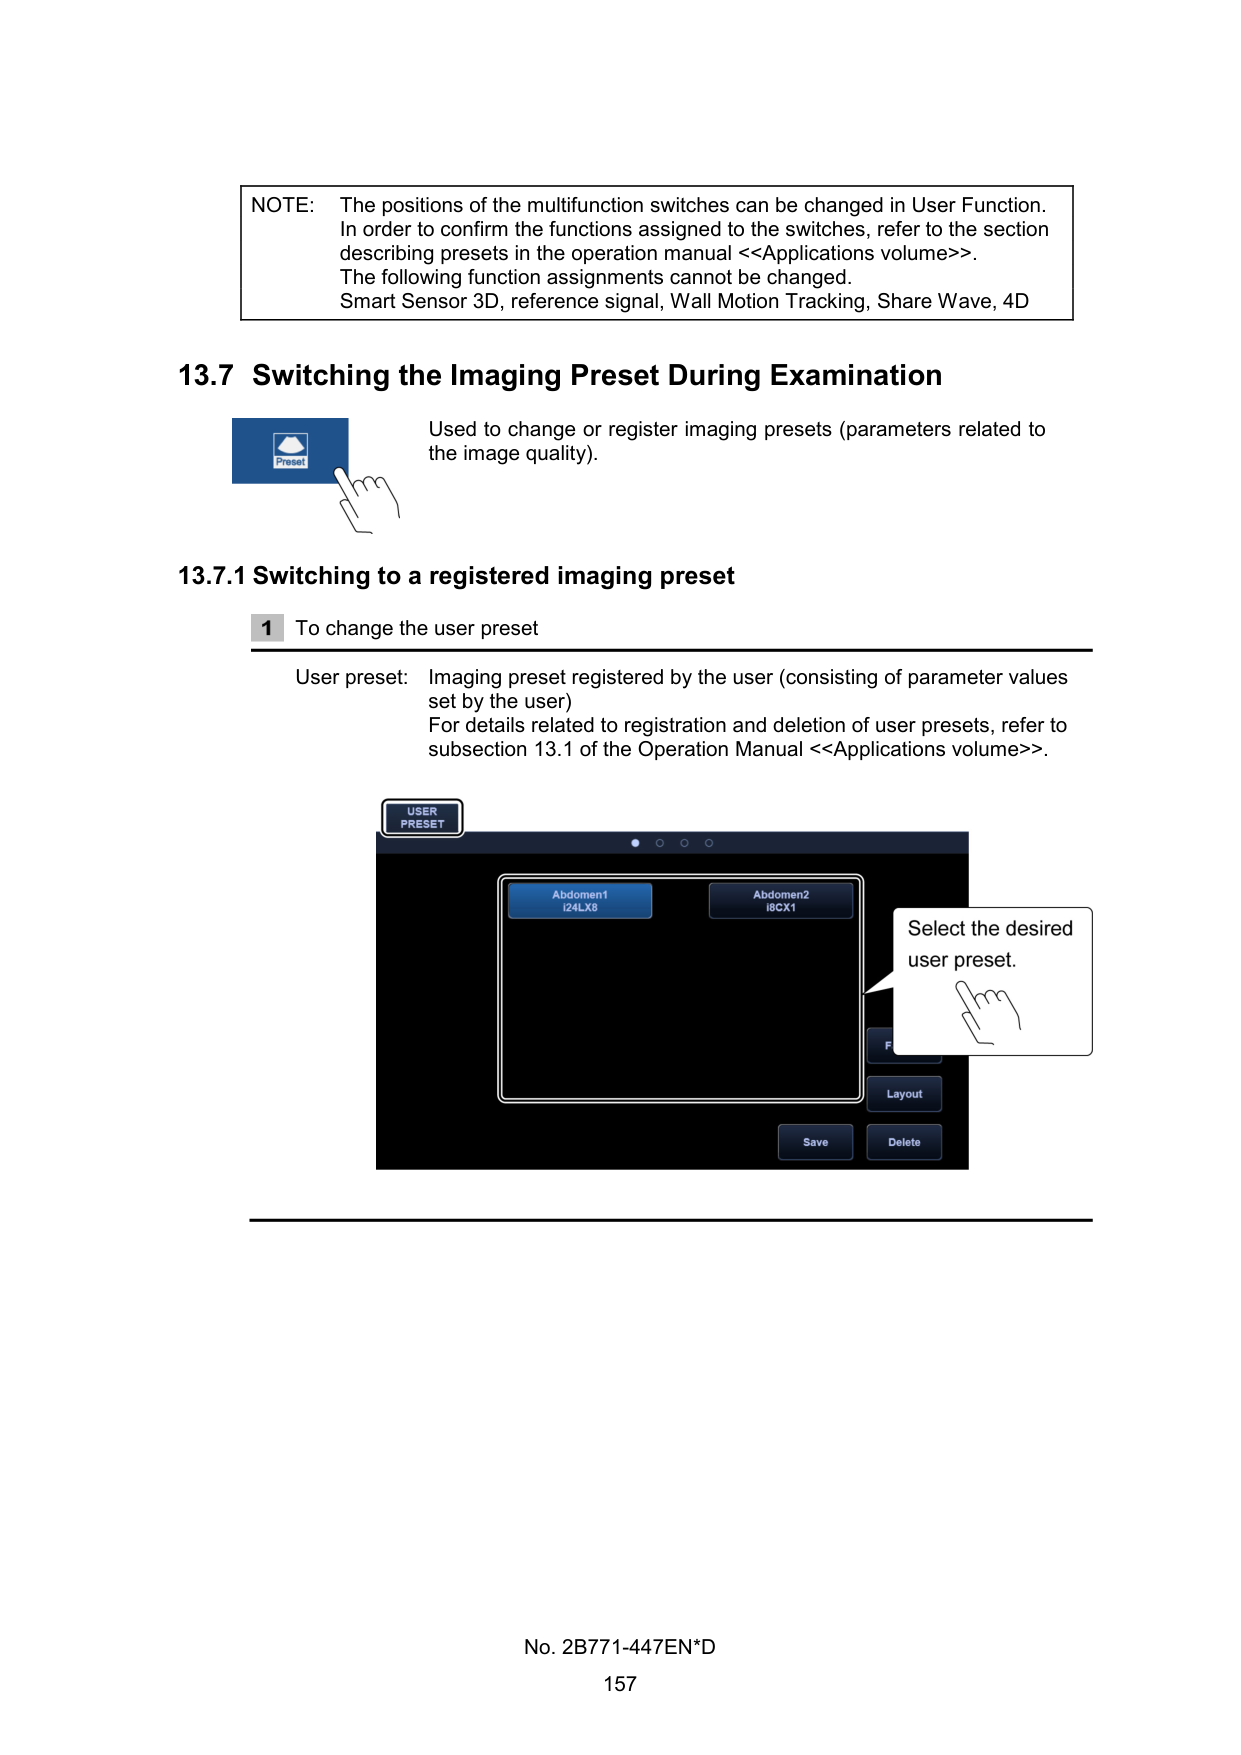 NOTE: The positions of the multifunction switches can be changed in User Function.
In order to confirm the functions assigned to the switches, refer to the section
describing presets in the operation manual <<Applications volume>>.
The following function assignments cannot be changed.
Smart Sensor 3D, reference signal, Wall Motion Tracking, Share Wave, 4D
13.7 Switching the Imaging Preset During Examination
Preset
Used to change or register imaging presets (parameters related to
the image quality).
13.7.1 Switching to a registered imaging preset
1 To change the user preset
User preset: Imaging preset registered by the user (consisting of parameter values
set by the user)
For details related to registration and deletion of user presets, refer to
subsection 13.1 of the Operation Manual <<Applications volume>>.
USER
PRESET
Abdomen1
i24LX8
Abdomen2
i8CX1
Select the desired
user preset.
Layout
Save
Delete
No. 2B771-447EN*D
157